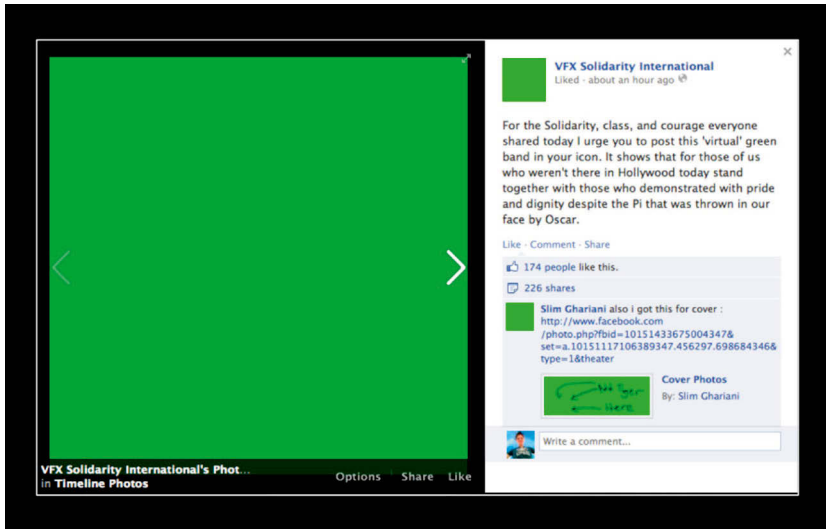 VFX Solidarity International
Liked · about an hour ago
For the Solidarity, class, and courage everyone
shared today I urge you to post this 'virtual' green
band in your icon. It shows that for those of us
who weren't there in Hollywood today stand
together with those who demonstrated with pride
and dignity despite the Pi that was thrown in our
face by Oscar.
Like · Comment · Share
174 people like this.
226 shares
Slim Ghariani also i got this for cover :
http://www.facebook.com
/photo.php?fbid=10151433675004347&
set=a.10151117106389347.456297.698684346&
type=1&theater
Cover Photos
By: Slim Ghariani
Here
Write a comment...
VFX Solidarity International's Phot...
in Timeline Photos
Options
Share
Like